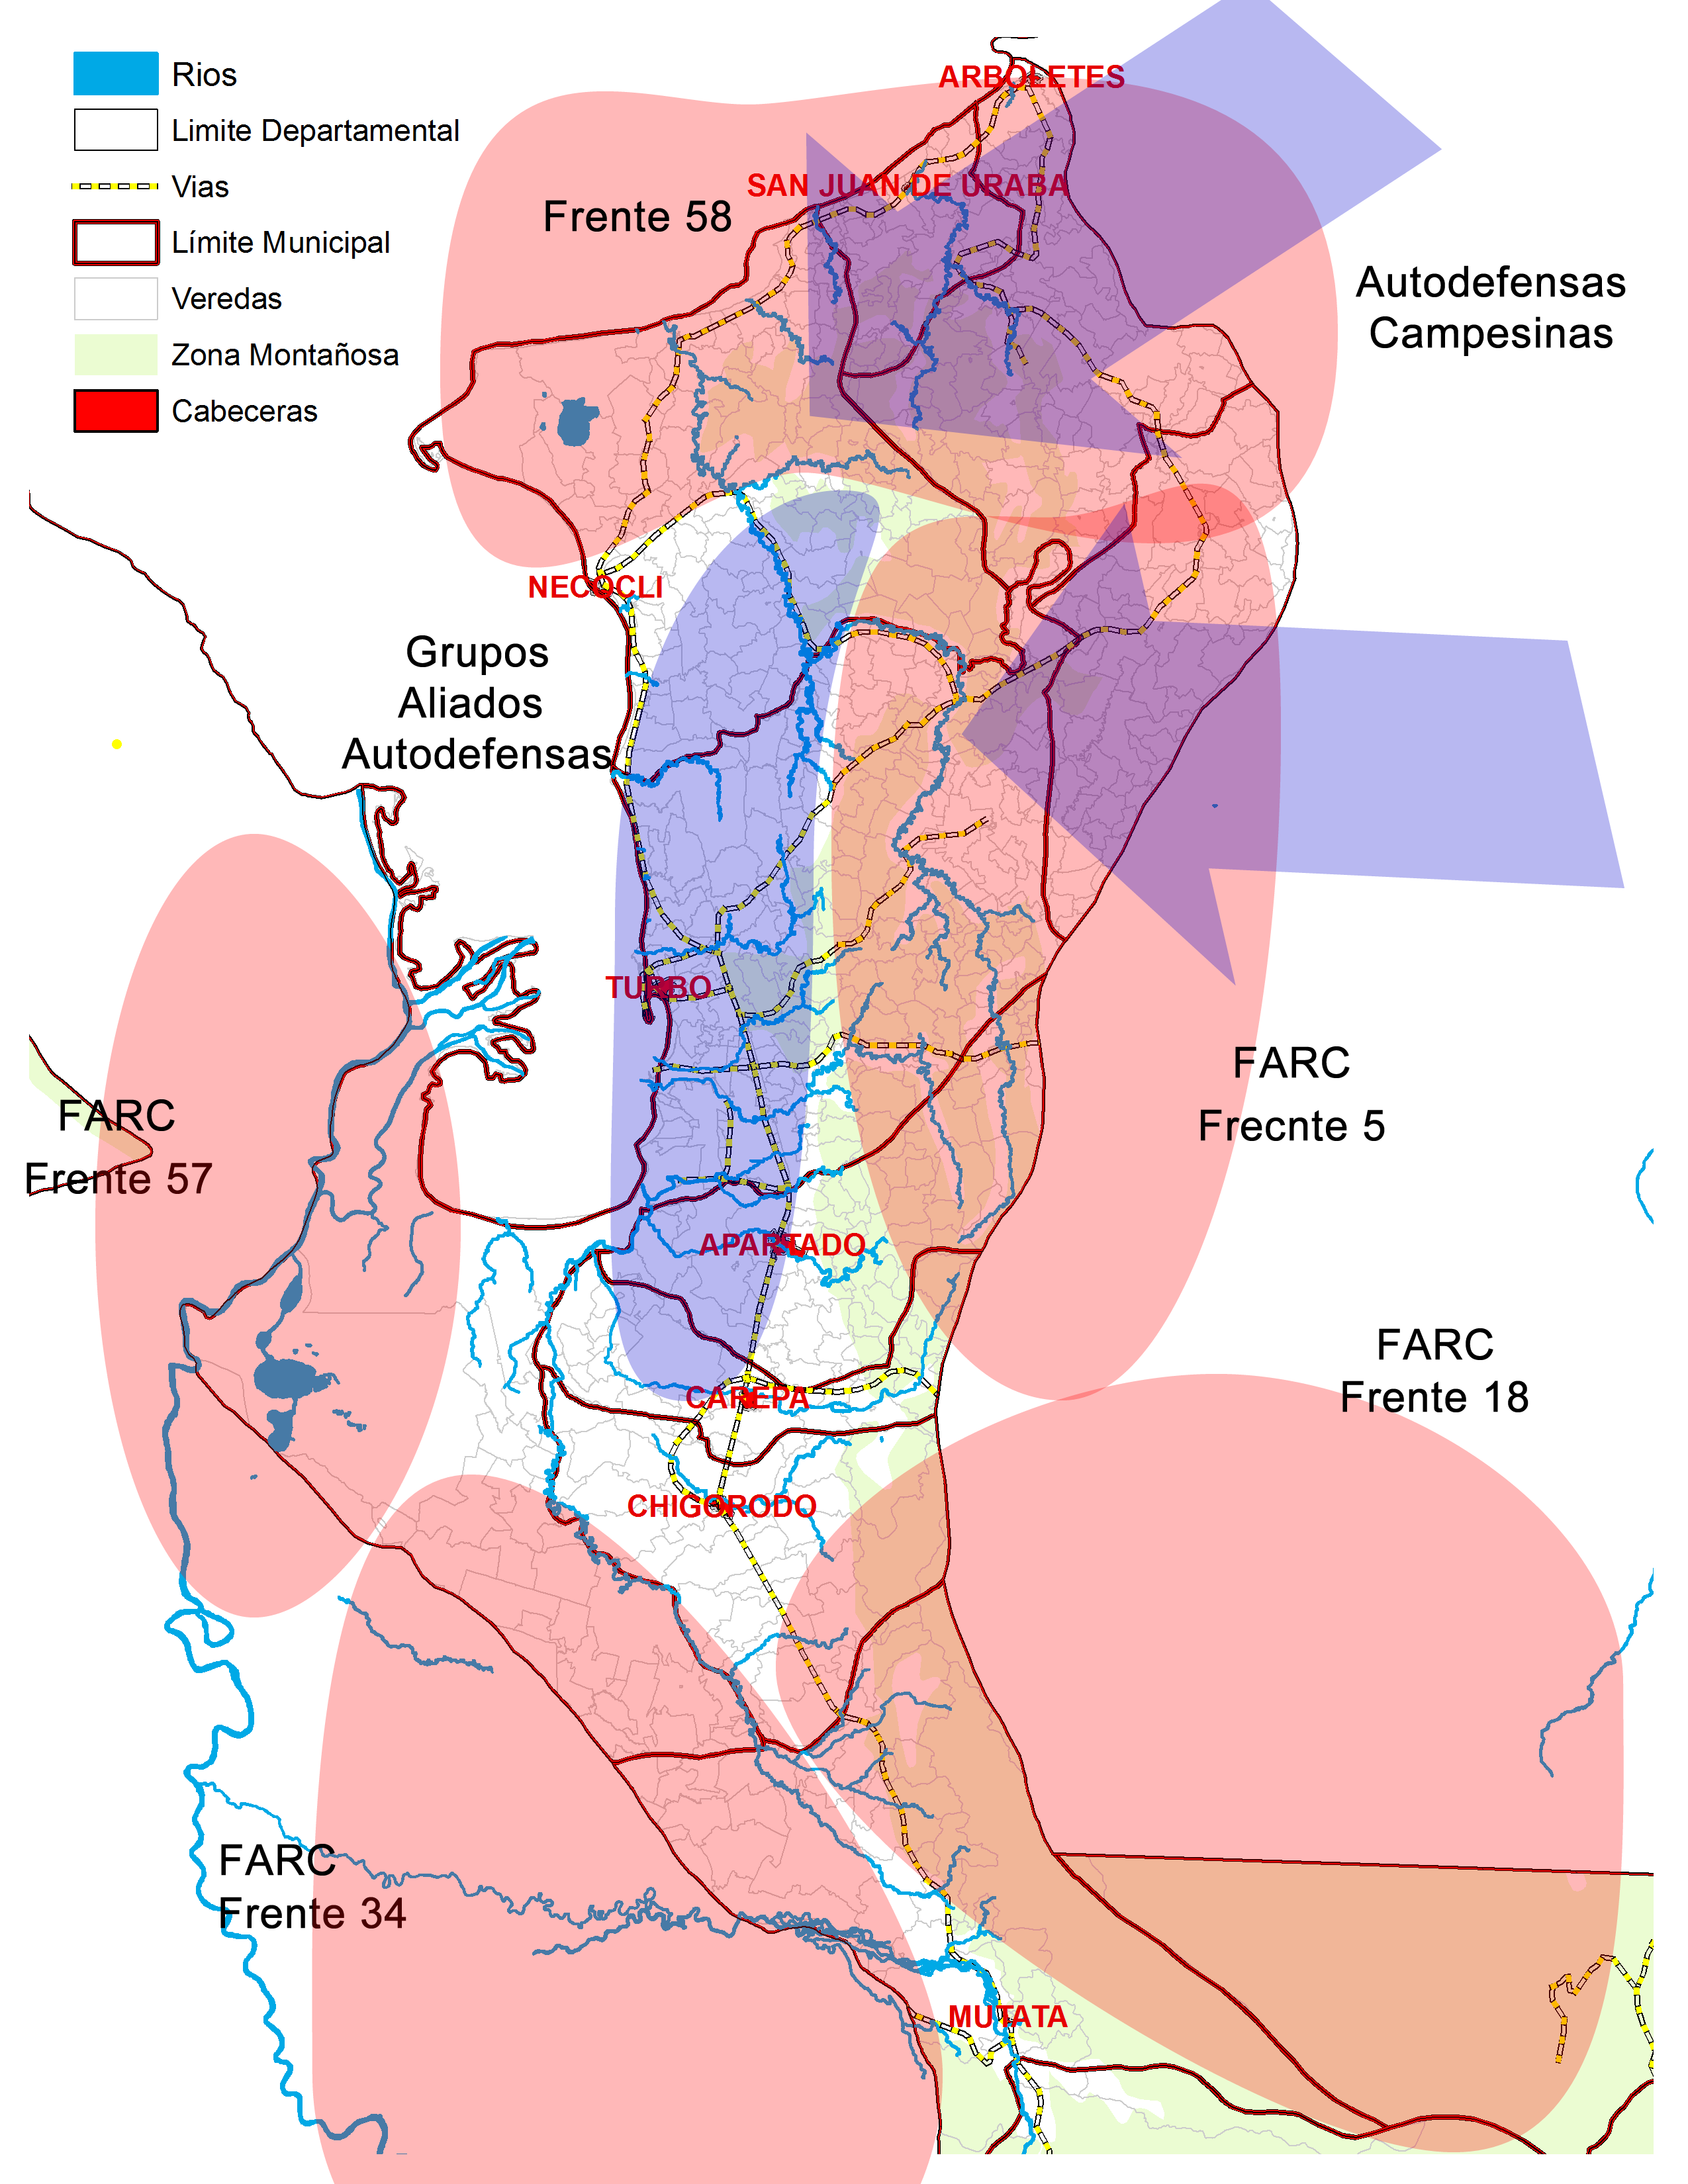 Rios
Limite Departamental
Vias
Límite Municipal
Veredas
Zona Montañosa
Cabeceras
ARBOLETES
SAN JUAN DE URABA
Frente 58
Autodefensas
Campesinas
NECOCLI
Grupos
Aliados
Autodefensas
TURBO
FARC
Frecnte 5
FARC
Frente 57
APARTADO
FARC
Frente 18
CAREPA
CHIGORODO
FARC
Frente 34
MUTATA